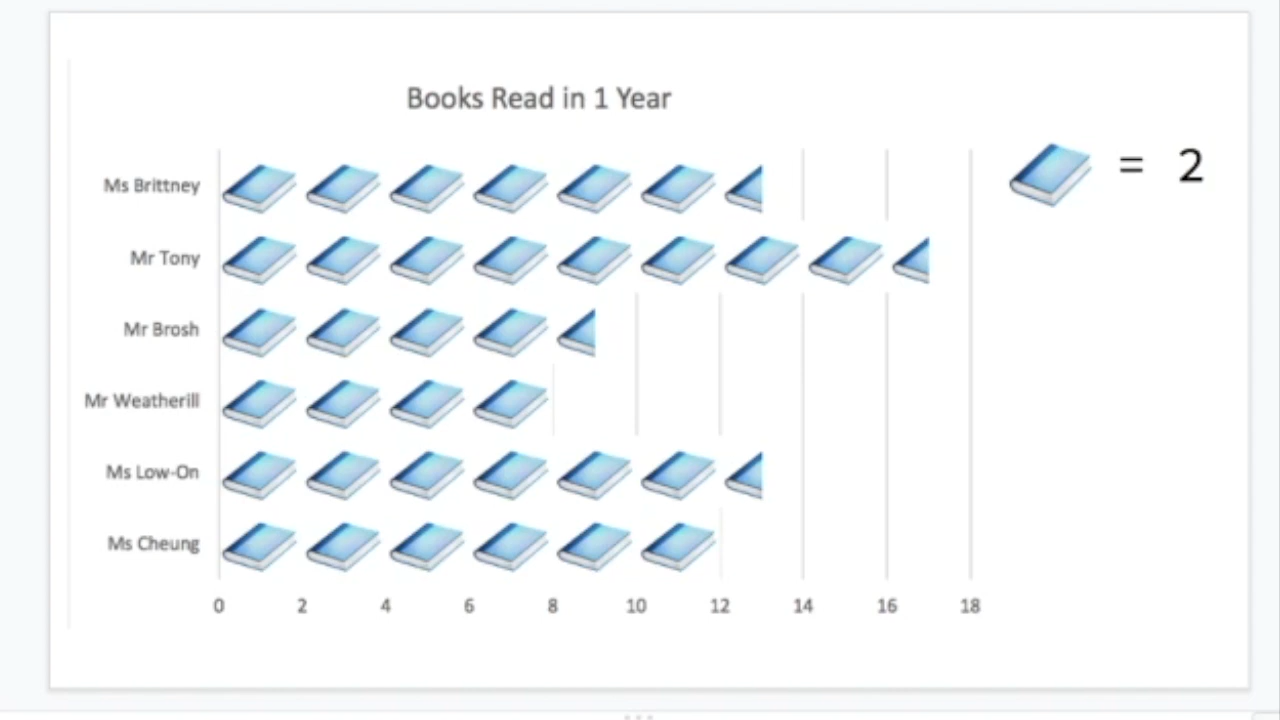 Books Read in 1 Year
= 2
Ms Brittney
Mr Tony
Mr Brosh
Mr Weatherill
Ms Low-On
Ms Cheung
0 2 4 6 8 10 12 14 16 18